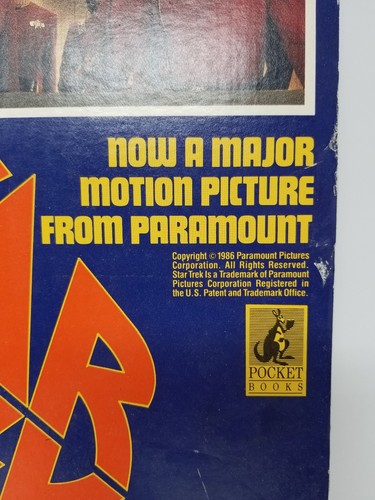 NOW A MAJOR
MOTION PICTURE
FROM PARAMOUNT
Copyright © 1986 Paramount Pictures
Corporation. All Rights Reserved.
Star Trek Is a Trademark of Paramount
Pictures Corporation Registered in
the U.S. Patent and Trademark Office.
AR
POCKET
BOOKS